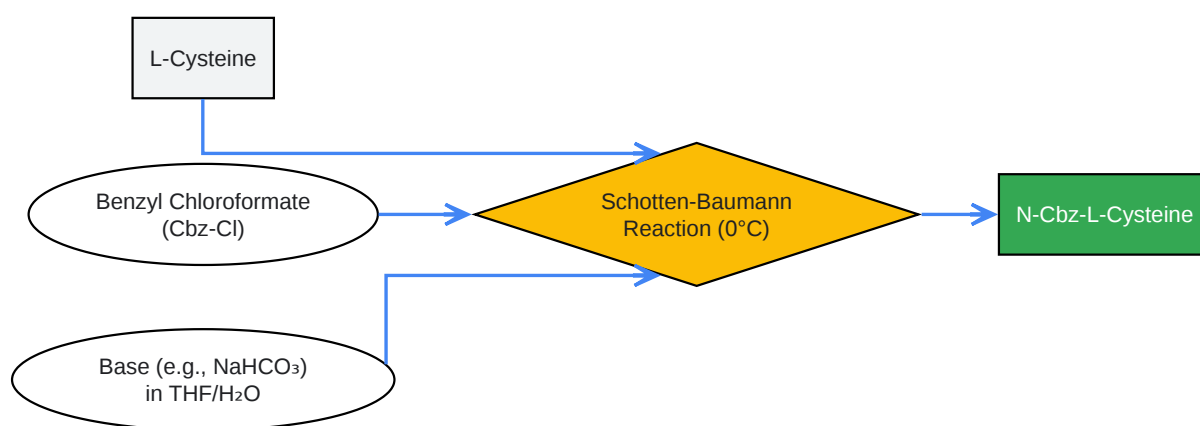 L-Cysteine
Benzyl Chloroformate
(Cbz-Cl)
Schotten-Baumann
Reaction (0°C)
N-Cbz-L-Cysteine
Base (e.g., NaHCO₃)
in THF/H₂O